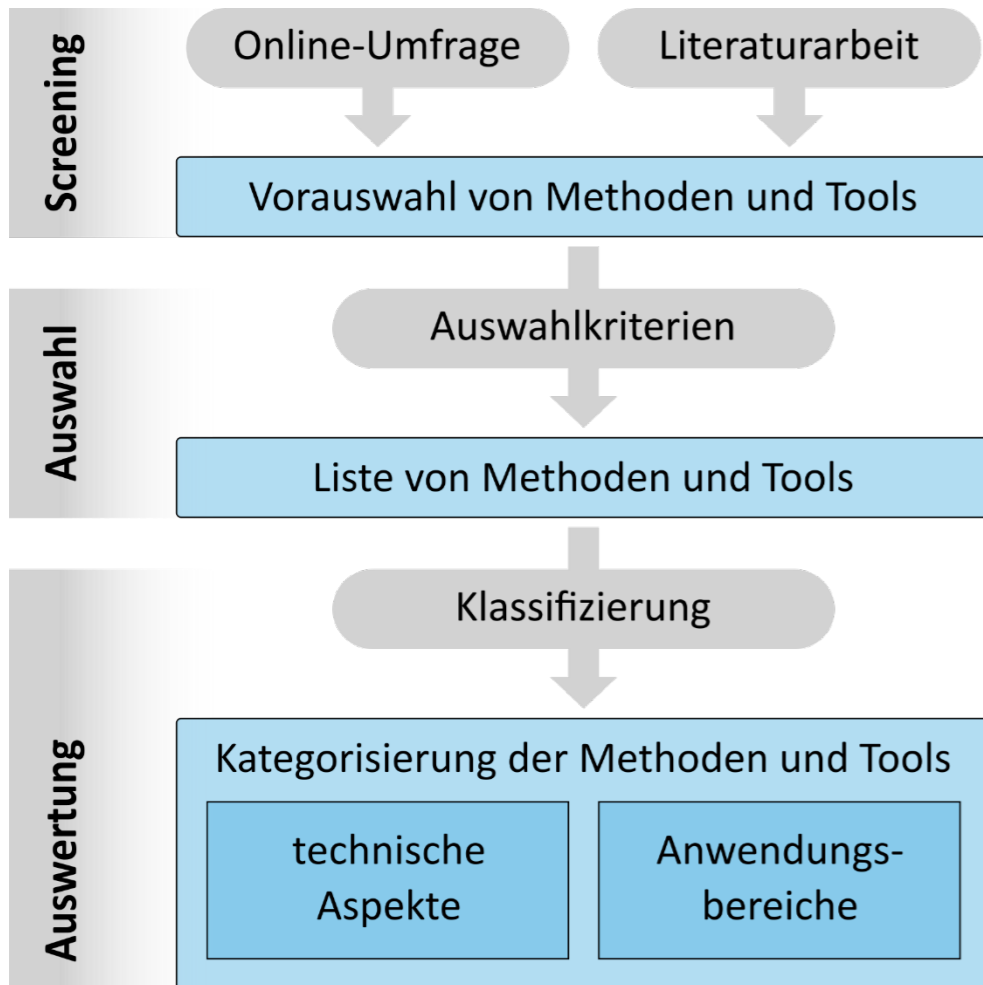 Screening
Online-Umfrage
Literaturarbeit
Vorauswahl von Methoden und Tools
Auswahl
Auswahlkriterien
Liste von Methoden und Tools
Auswertung
Klassifizierung
Kategorisierung der Methoden und Tools
technische
Aspekte
Anwendungs-
bereiche